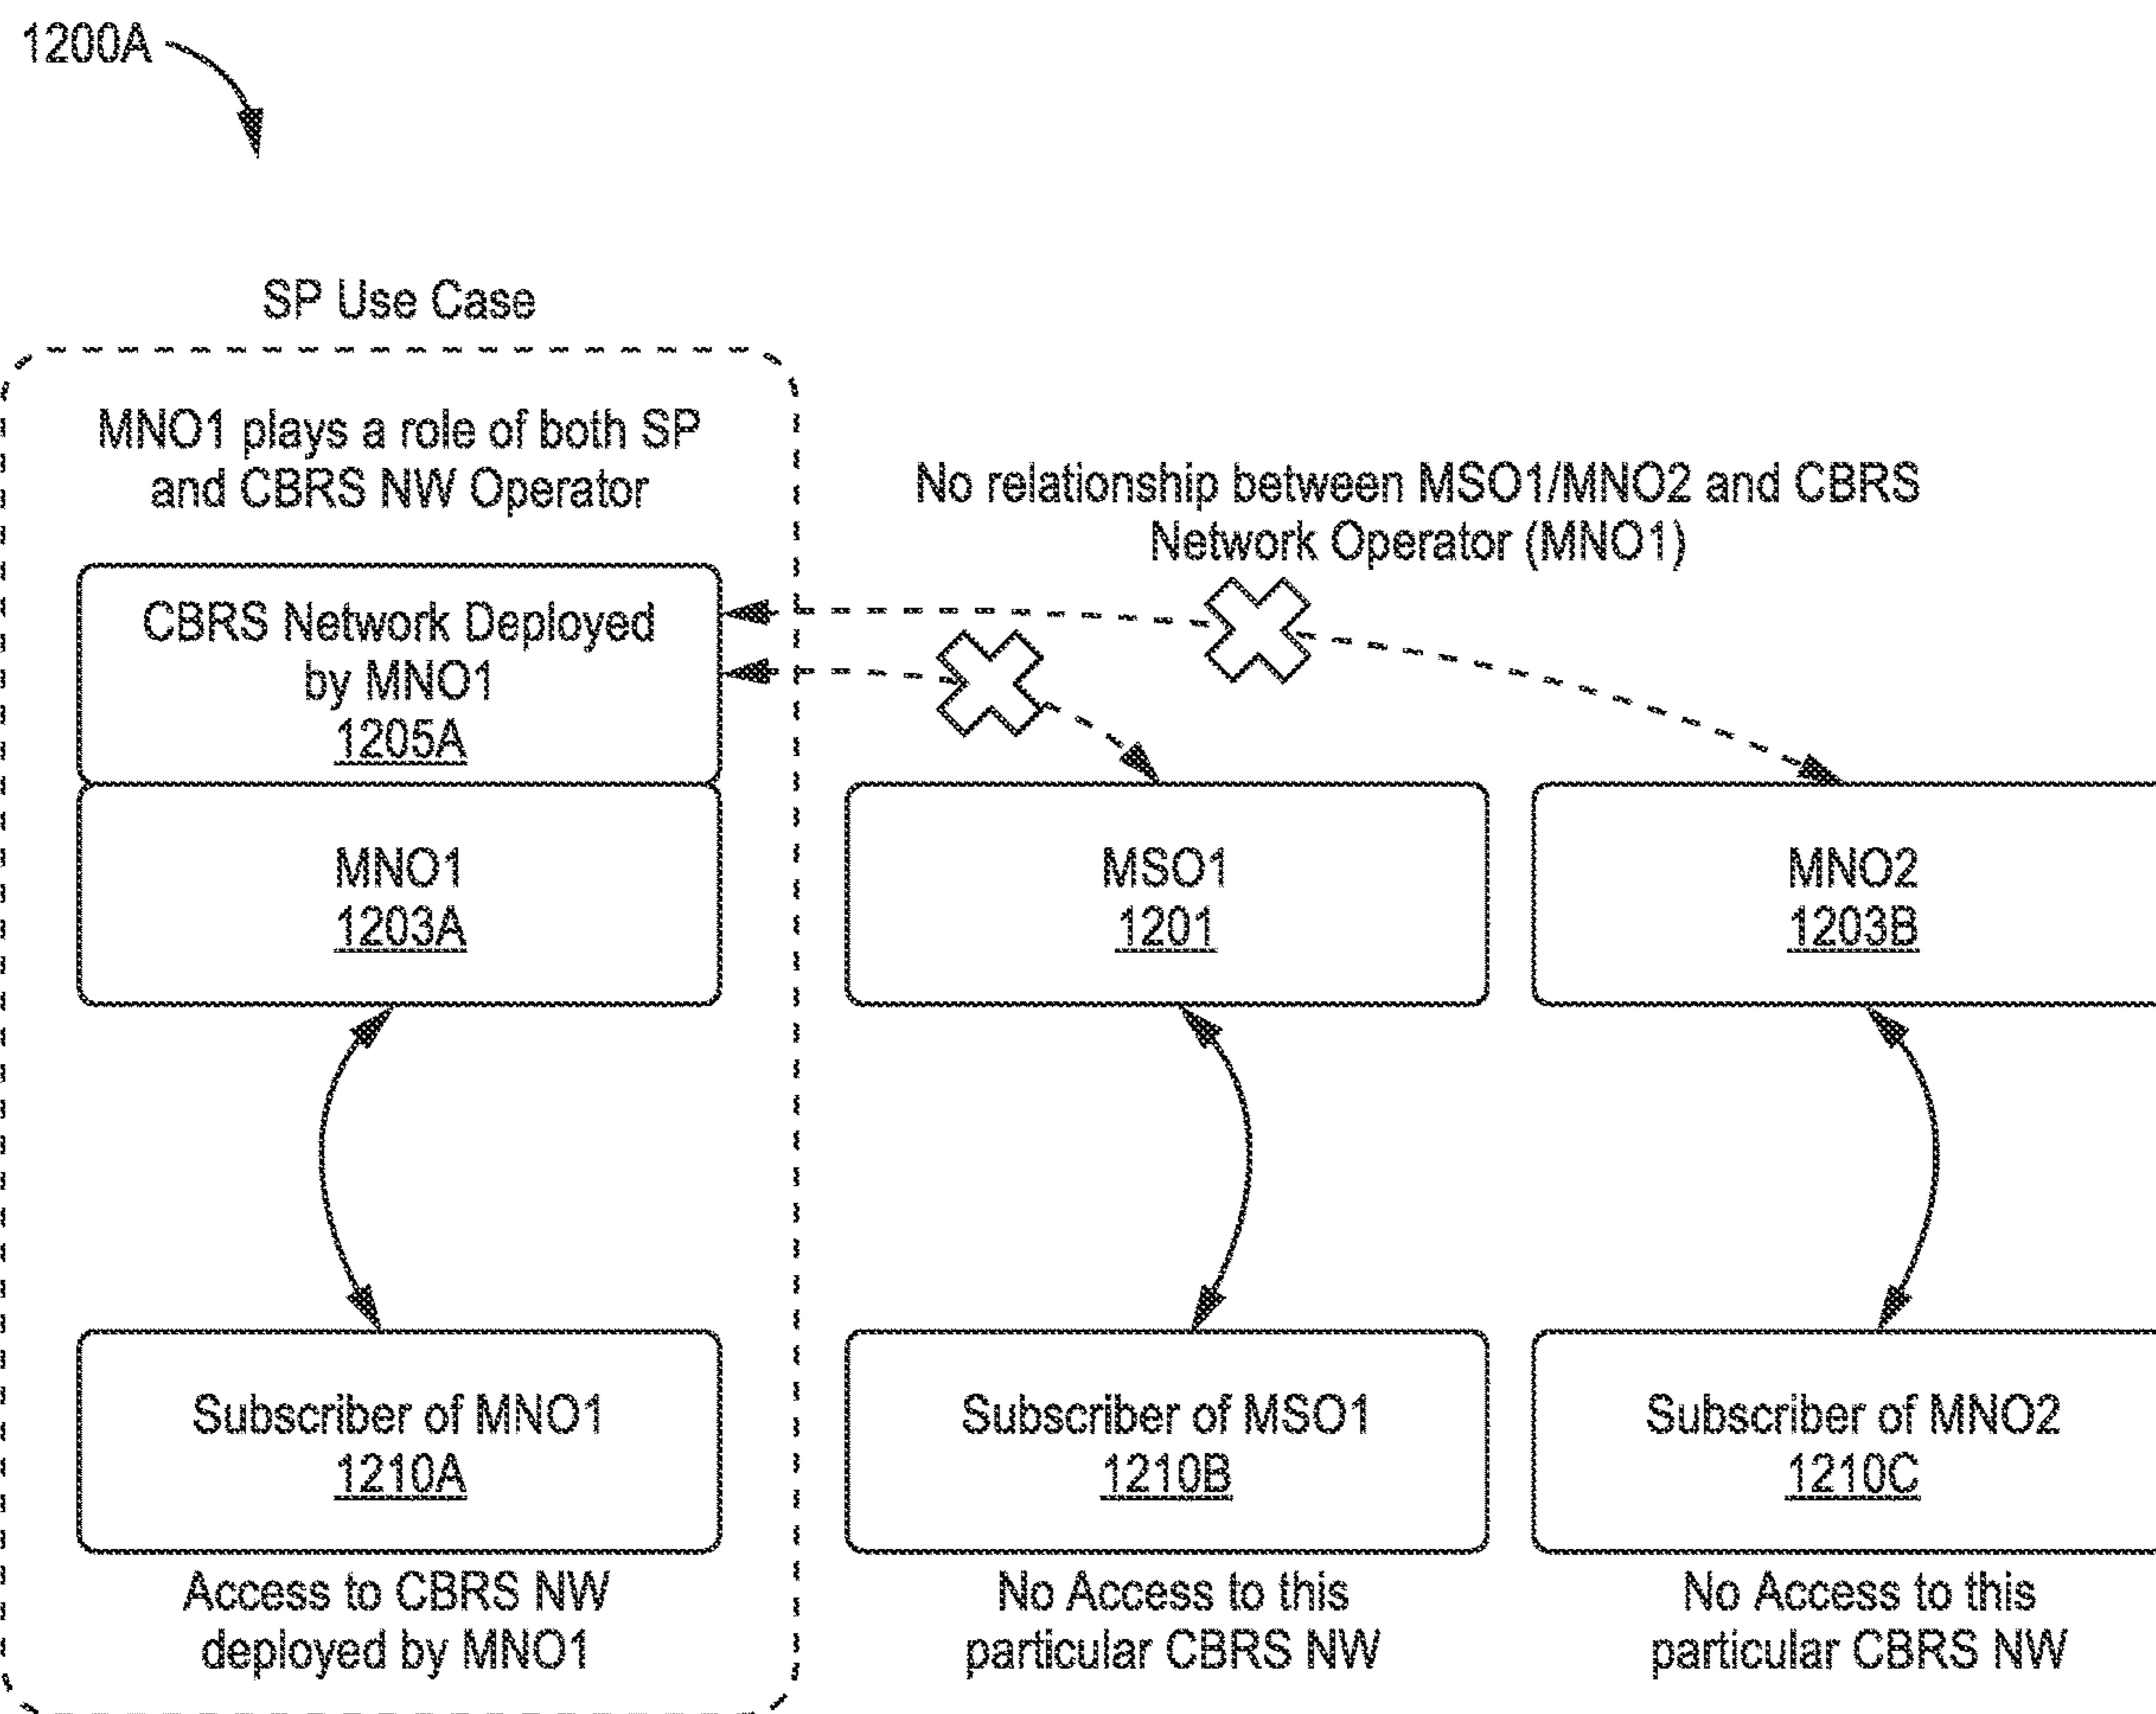 1200A
SP Use Case
MNO1 plays a role of both SP
and CBRS NW Operator
No relationship between MSO1/MNO2 and CBRS
Network Operator (MNO1)
CBRS Network Deployed
by MNO1
1205A
MNO1
1203A
MSO1
1201
MNO2
1203B
Subscriber of MNO1
1210A
Subscriber of MSO1
1210B
Subscriber of MNO2
1210C
Access to CBRS NW
deployed by MNO1
No Access to this
particular CBRS NW
No Access to this
particular CBRS NW